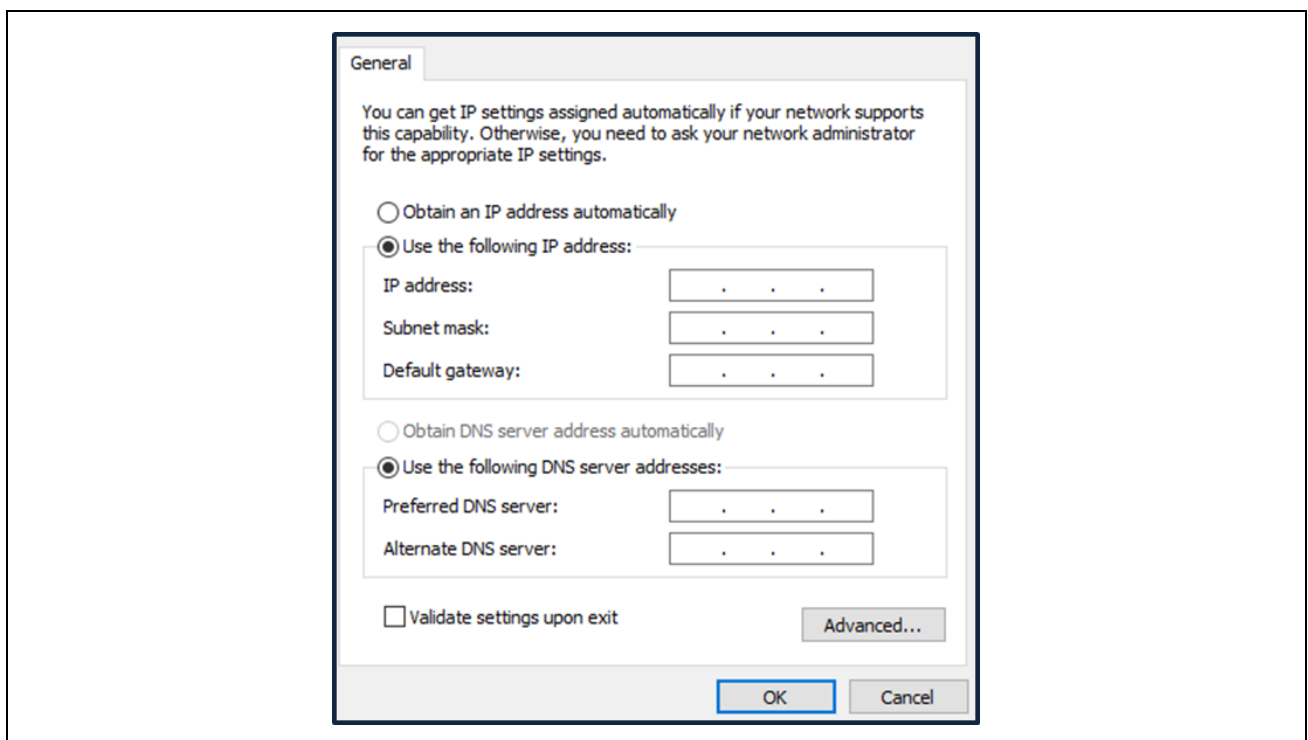 General
You can get IP settings assigned automatically if your network supports
this capability. Otherwise, you need to ask your network administrator
for the appropriate IP settings.
Obtain an IP address automatically
Use the following IP address:
IP address: . . .
Subnet mask: . . .
Default gateway: . . .
Obtain DNS server address automatically
Use the following DNS server addresses:
Preferred DNS server: . . .
Alternate DNS server: . . .
Validate settings upon exit
Advanced...
OK Cancel